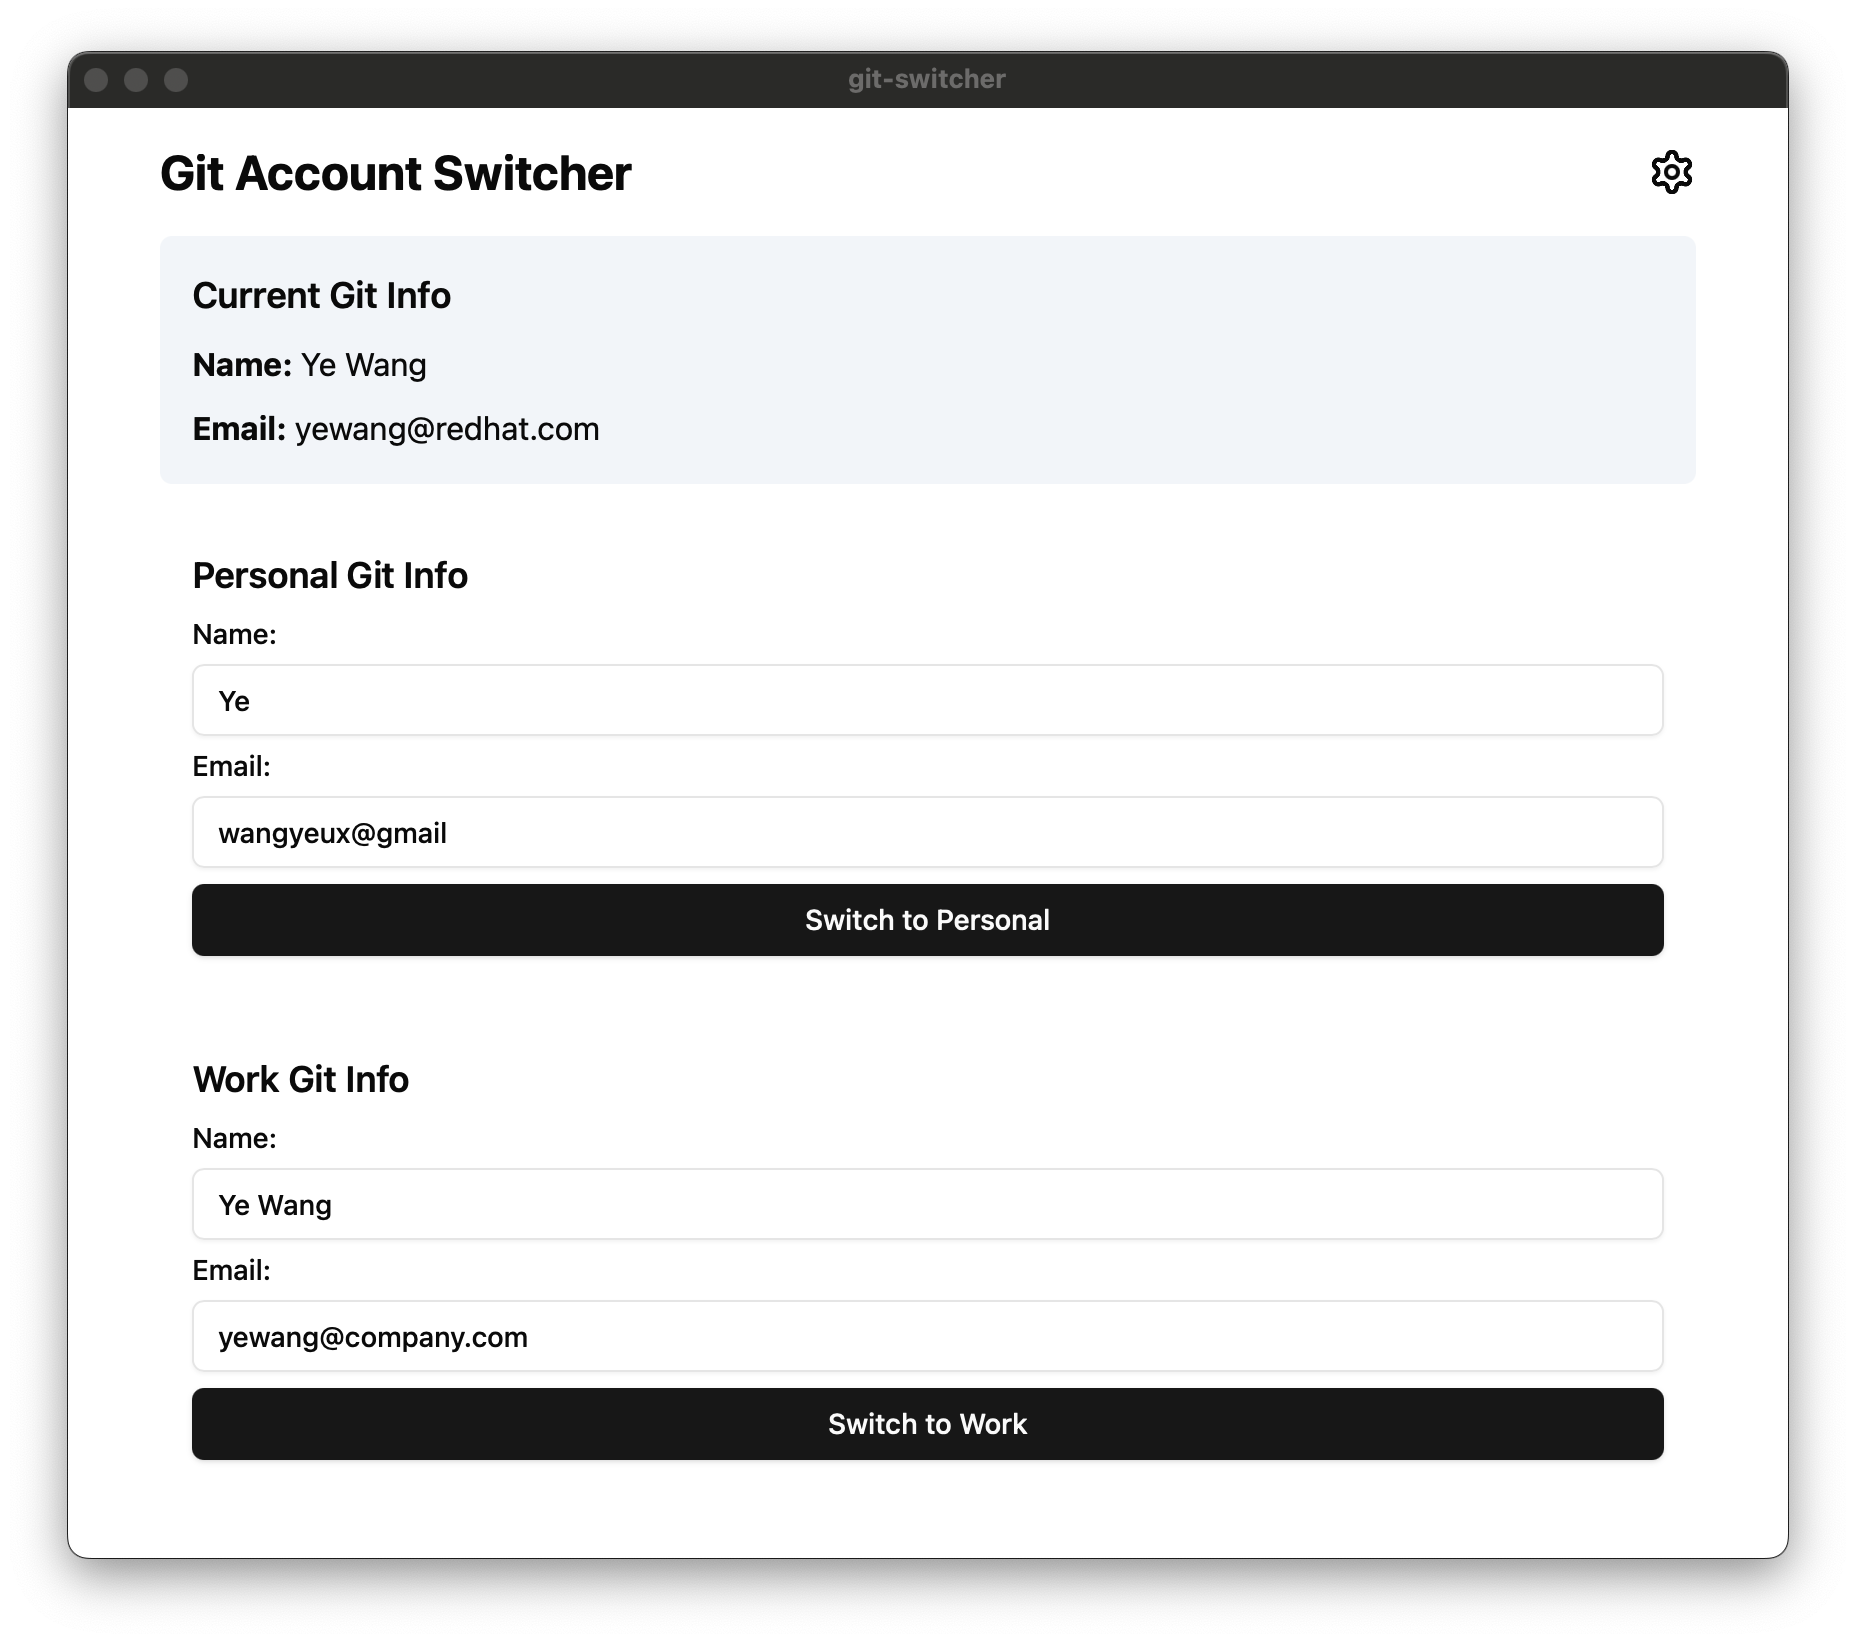 git-switcher
Git Account Switcher
Current Git Info
Name: Ye Wang
Email: yewang@redhat.com
Personal Git Info
Name:
Ye
Email:
wangyeux@gmail
Switch to Personal
Work Git Info
Name:
Ye Wang
Email:
yewang@company.com
Switch to Work